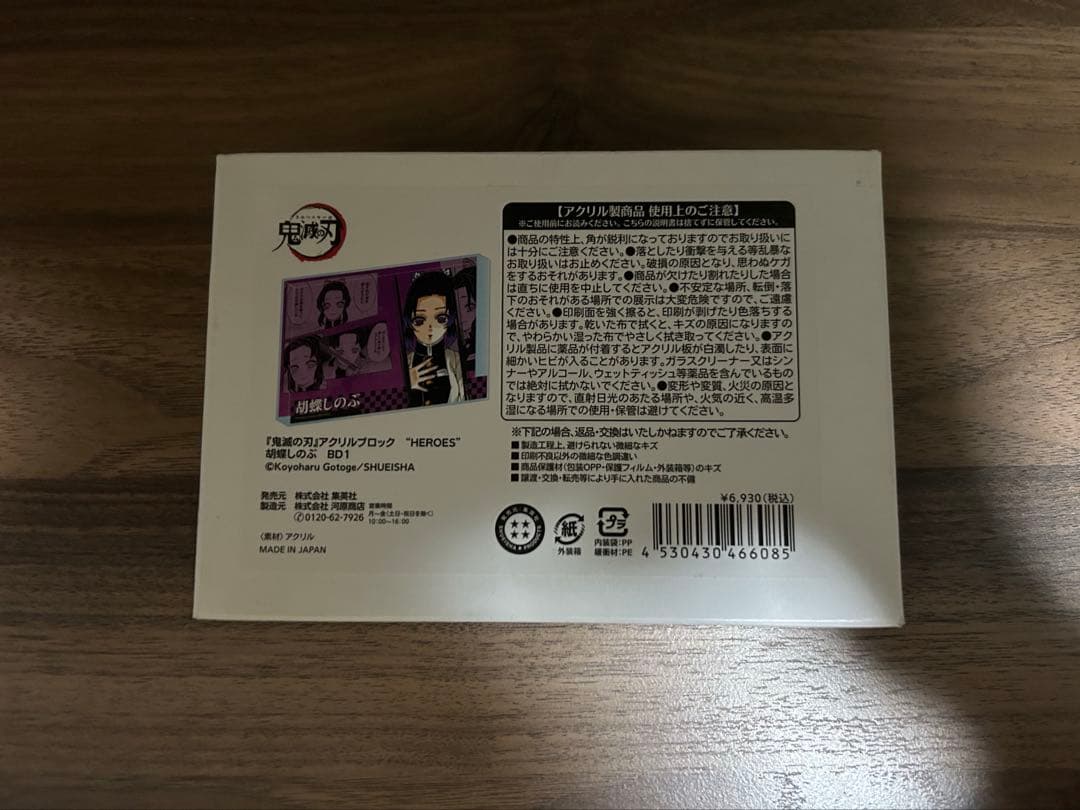 鬼滅の刃
胡蝶しのぶ
『鬼滅の刃』アクリルブロック “HEROES”
胡蝶しのぶ BD1
©Koyoharu Gotoge/SHUEISHA
発売元 株式会社 集英社
製造元 株式会社 河原商店 営業時間
0120-62-7926 月~金(土日・祝日を除く)
10:00~16:00
〈素材〉アクリル
MADE IN JAPAN
【アクリル製商品 使用上のご注意】
※ご使用前にお読みください。こちらの説明書は捨てずに保管してください。
●商品の特性上、角が鋭利になっておりますのでお取り扱いに
は十分にご注意ください。●落としたり衝撃を与える等乱暴な
お取り扱いはお止めください。破損の原因となり、思わぬケガ
をするおそれがあります。●商品が欠けたり割れたりした場合
は直ちに使用を中止してください。●不安定な場所、転倒・落
下のおそれがある場所での展示は大変危険ですので、ご遠慮
ください。●印刷面を強く擦ると、印刷が剥げたり色落ちする
場合があります。乾いた布で拭くと、キズの原因になりますの
で、やわらかい湿った布でやさしく拭き取ってください。●アク
リル製品に薬品が付着するとアクリル板が白濁したり、表面に
細かいヒビが入ることがあります。ガラスクリーナー又はシン
ナーやアルコール、ウェットティッシュ等薬品を含んでいるもの
では絶対に拭かないでください。●変形や変質、火災の原因と
なりますので、直射日光のあたる場所や、火気の近く、高温多
湿になる場所での使用・保管は避けてください。
※下記の場合、返品・交換はいたしかねますのでご了承ください。
■製造工程上、避けられない微細なキズ
■印刷不良以外の微細な色調違い
■商品保護材(包装OPP・保護フィルム・外装箱等)のキズ
■譲渡・交換・転売等により手に入れた商品の不備
¥6,930(税込)
紙
外装箱
プラ
内装袋:PP
緩衝材:PE
4 530430 466085